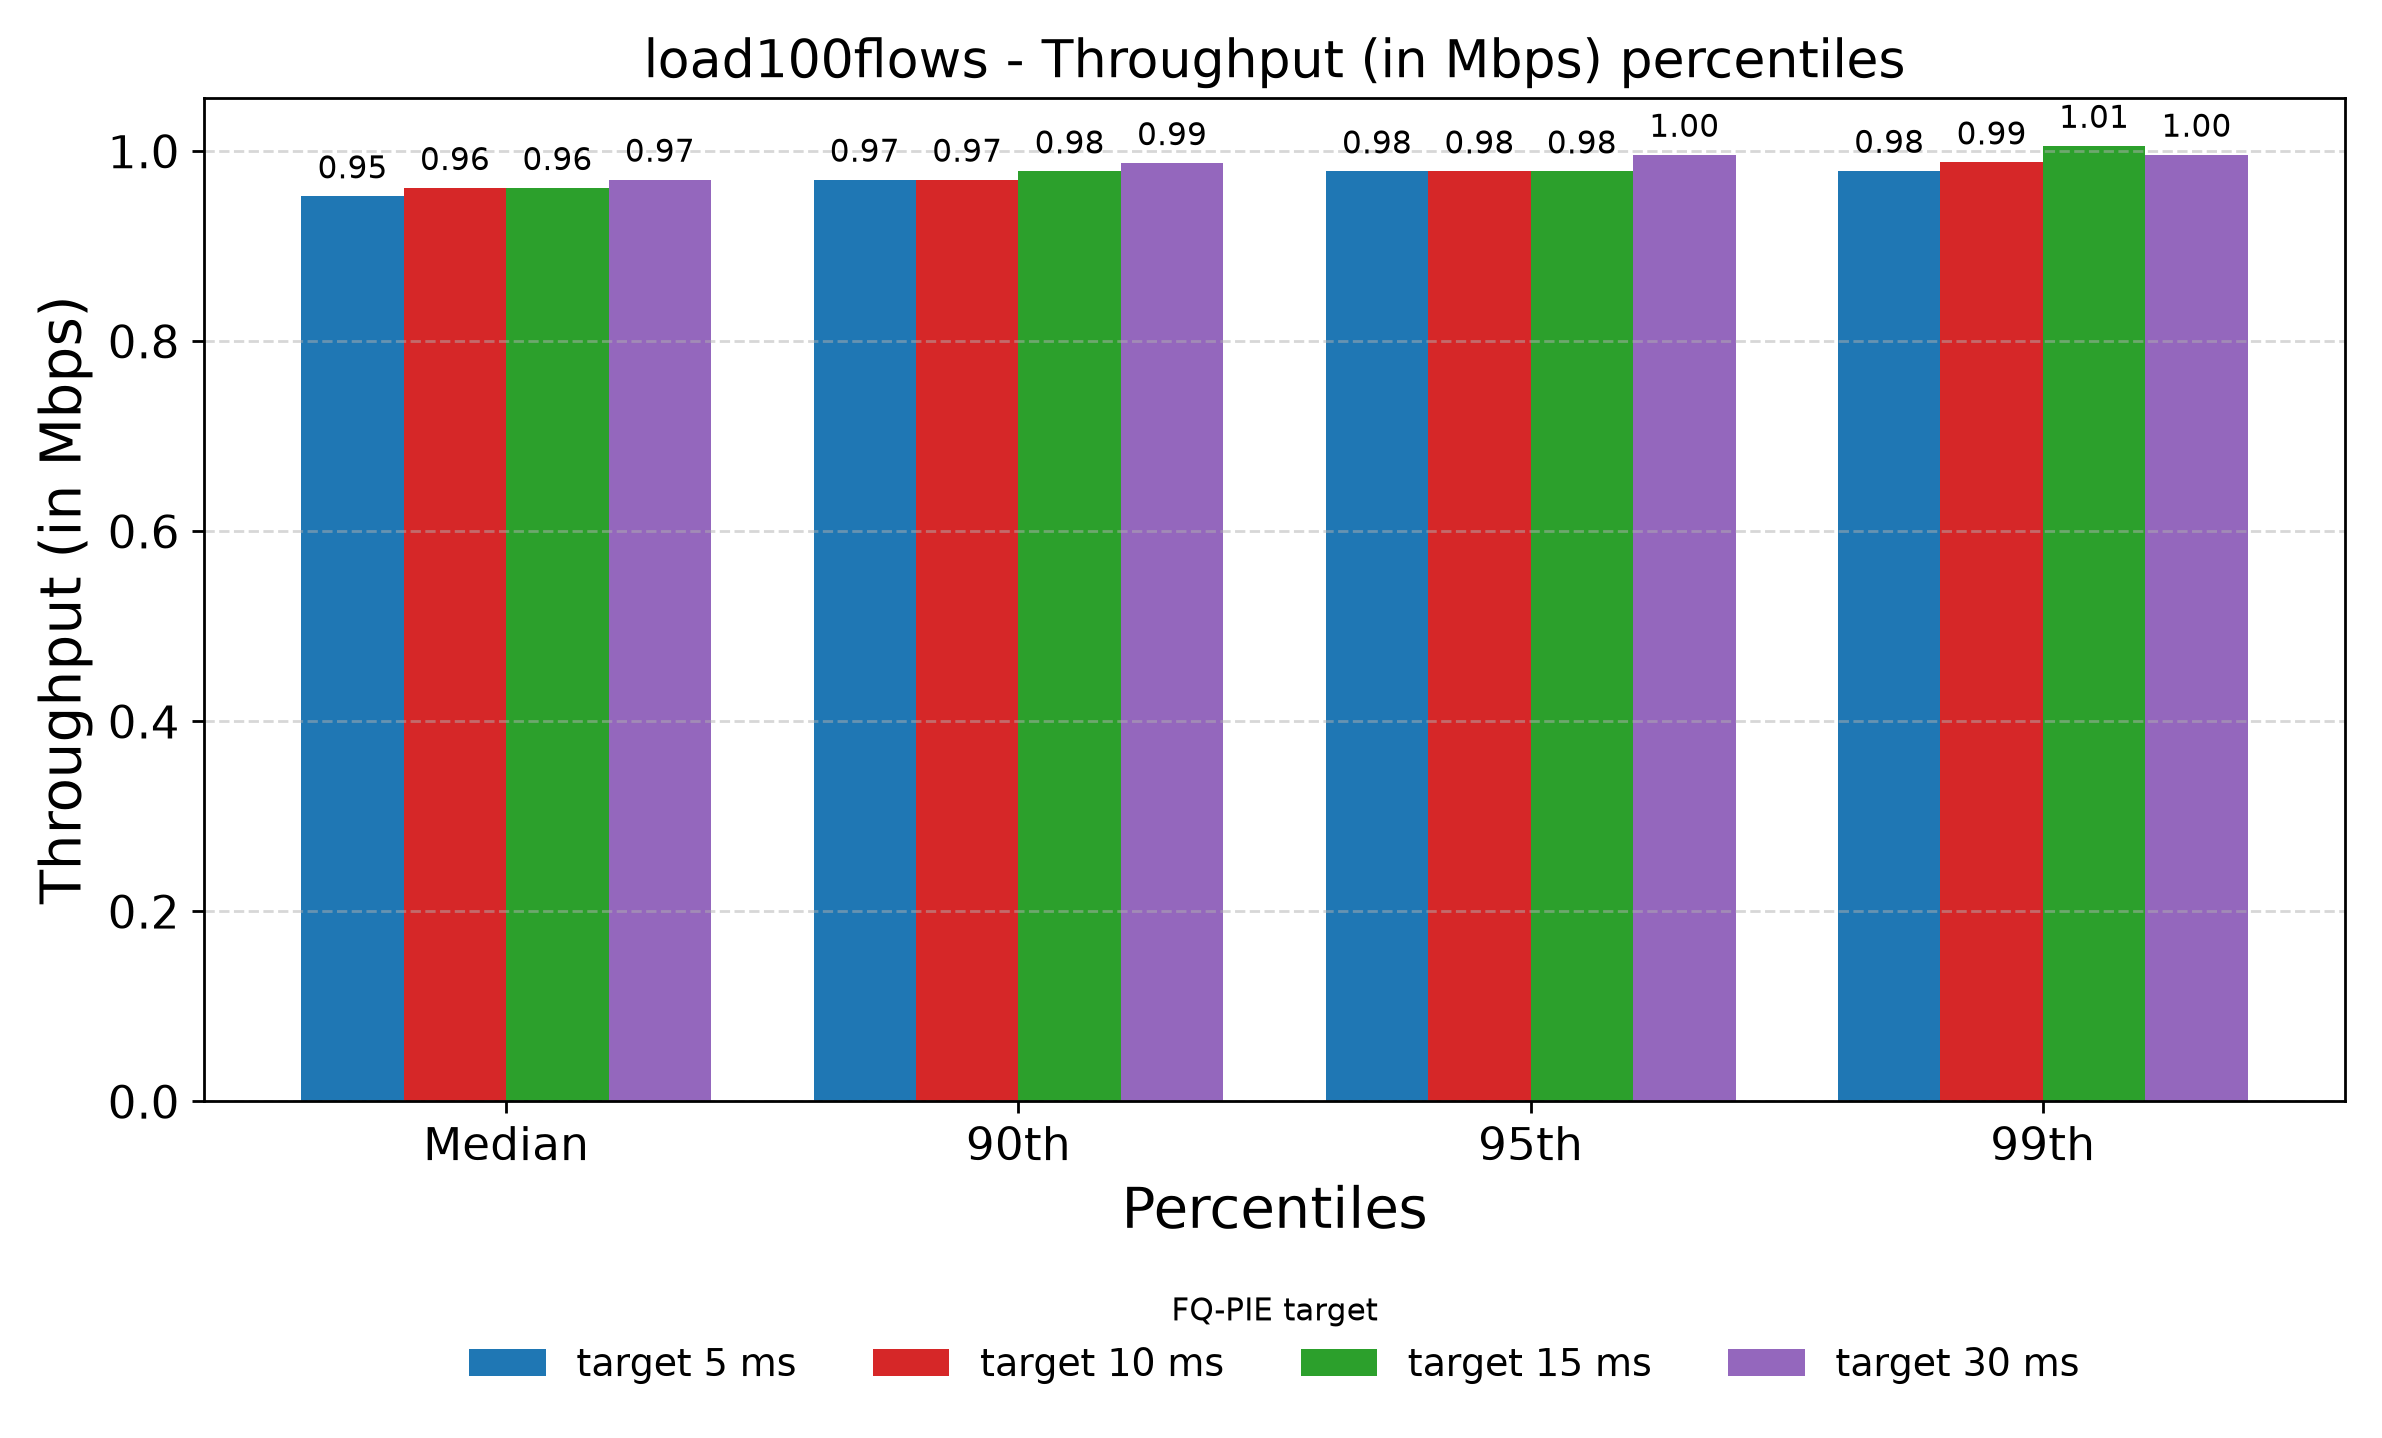 load100flows - Throughput (in Mbps) percentiles
Throughput (in Mbps)
1.0
0.8
0.6
0.4
0.2
0.0
0.95 0.96 0.96 0.97 0.97 0.97 0.98 0.99 0.98 0.98 0.98 1.00 0.98 0.99 1.01 1.00
Median 90th 95th 99th
Percentiles
FQ-PIE target
target 5 ms target 10 ms target 15 ms target 30 ms